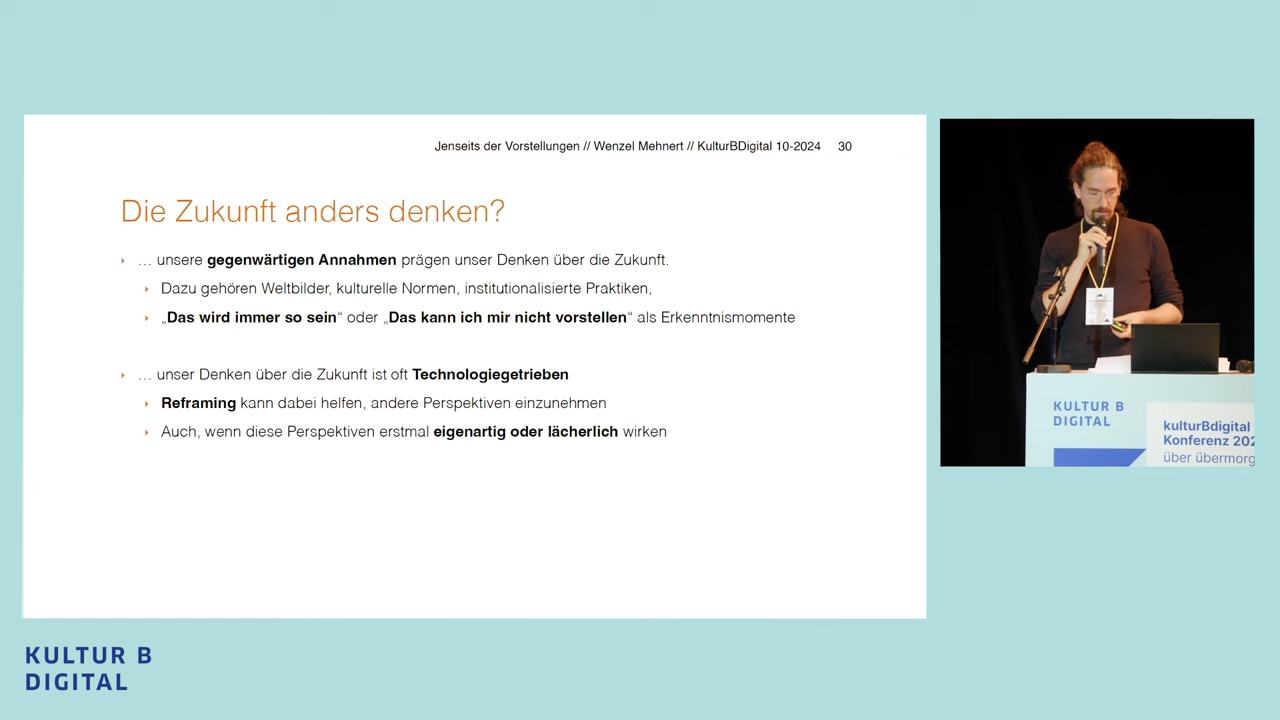 Jenseits der Vorstellungen // Wenzel Mehnert // KulturBDigital 10-2024 30
Die Zukunft anders denken?
… unsere gegenwärtigen Annahmen prägen unser Denken über die Zukunft.
Dazu gehören Weltbilder, kulturelle Normen, institutionalisierte Praktiken,
„Das wird immer so sein“ oder „Das kann ich mir nicht vorstellen“ als Erkenntnismomente
… unser Denken über die Zukunft ist oft Technologiegetrieben
Reframing kann dabei helfen, andere Perspektiven einzunehmen
Auch, wenn diese Perspektiven erstmal eigenartig oder lächerlich wirken
KULTUR B
DIGITAL
kulturBdigital
Konferenz 202
über übermorg
KULTUR B
DIGITAL